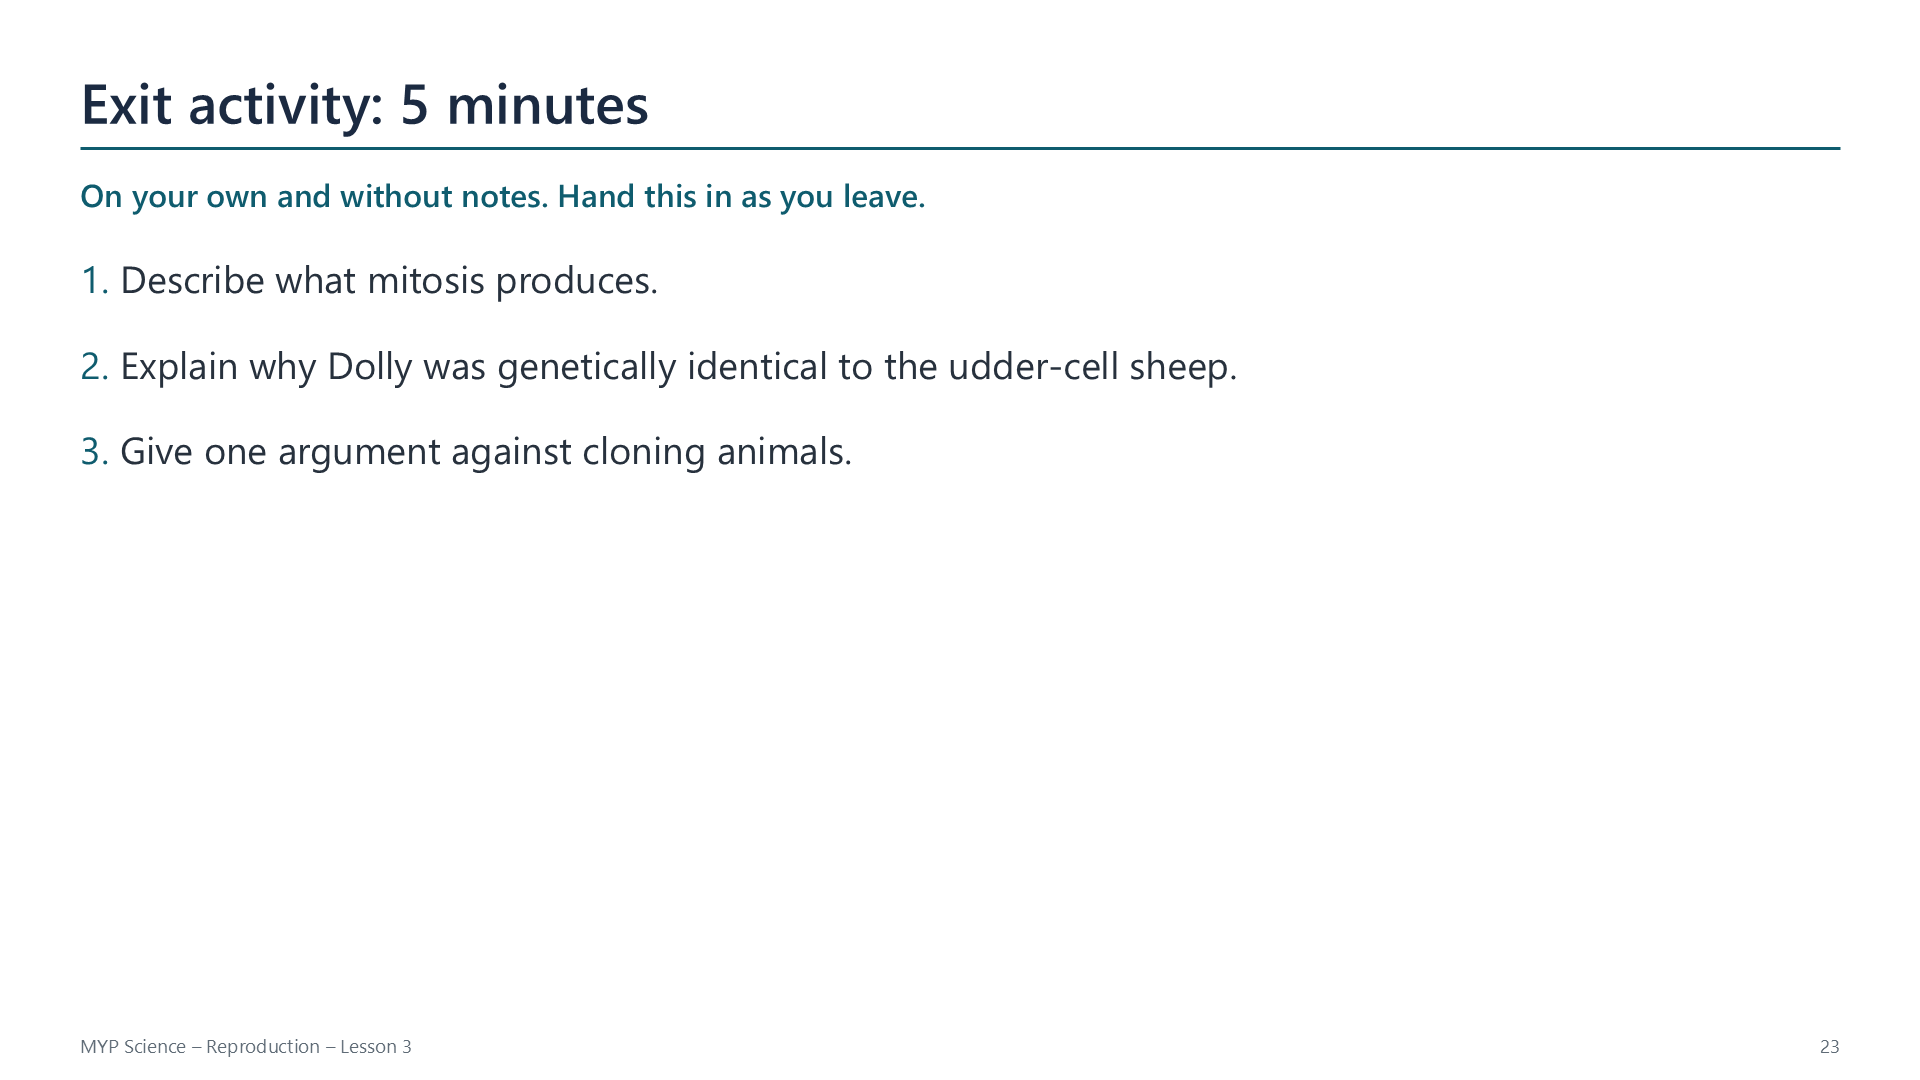 Exit activity: 5 minutes
On your own and without notes. Hand this in as you leave.
1. Describe what mitosis produces.
2. Explain why Dolly was genetically identical to the udder-cell sheep.
3. Give one argument against cloning animals.
MYP Science – Reproduction – Lesson 3
23